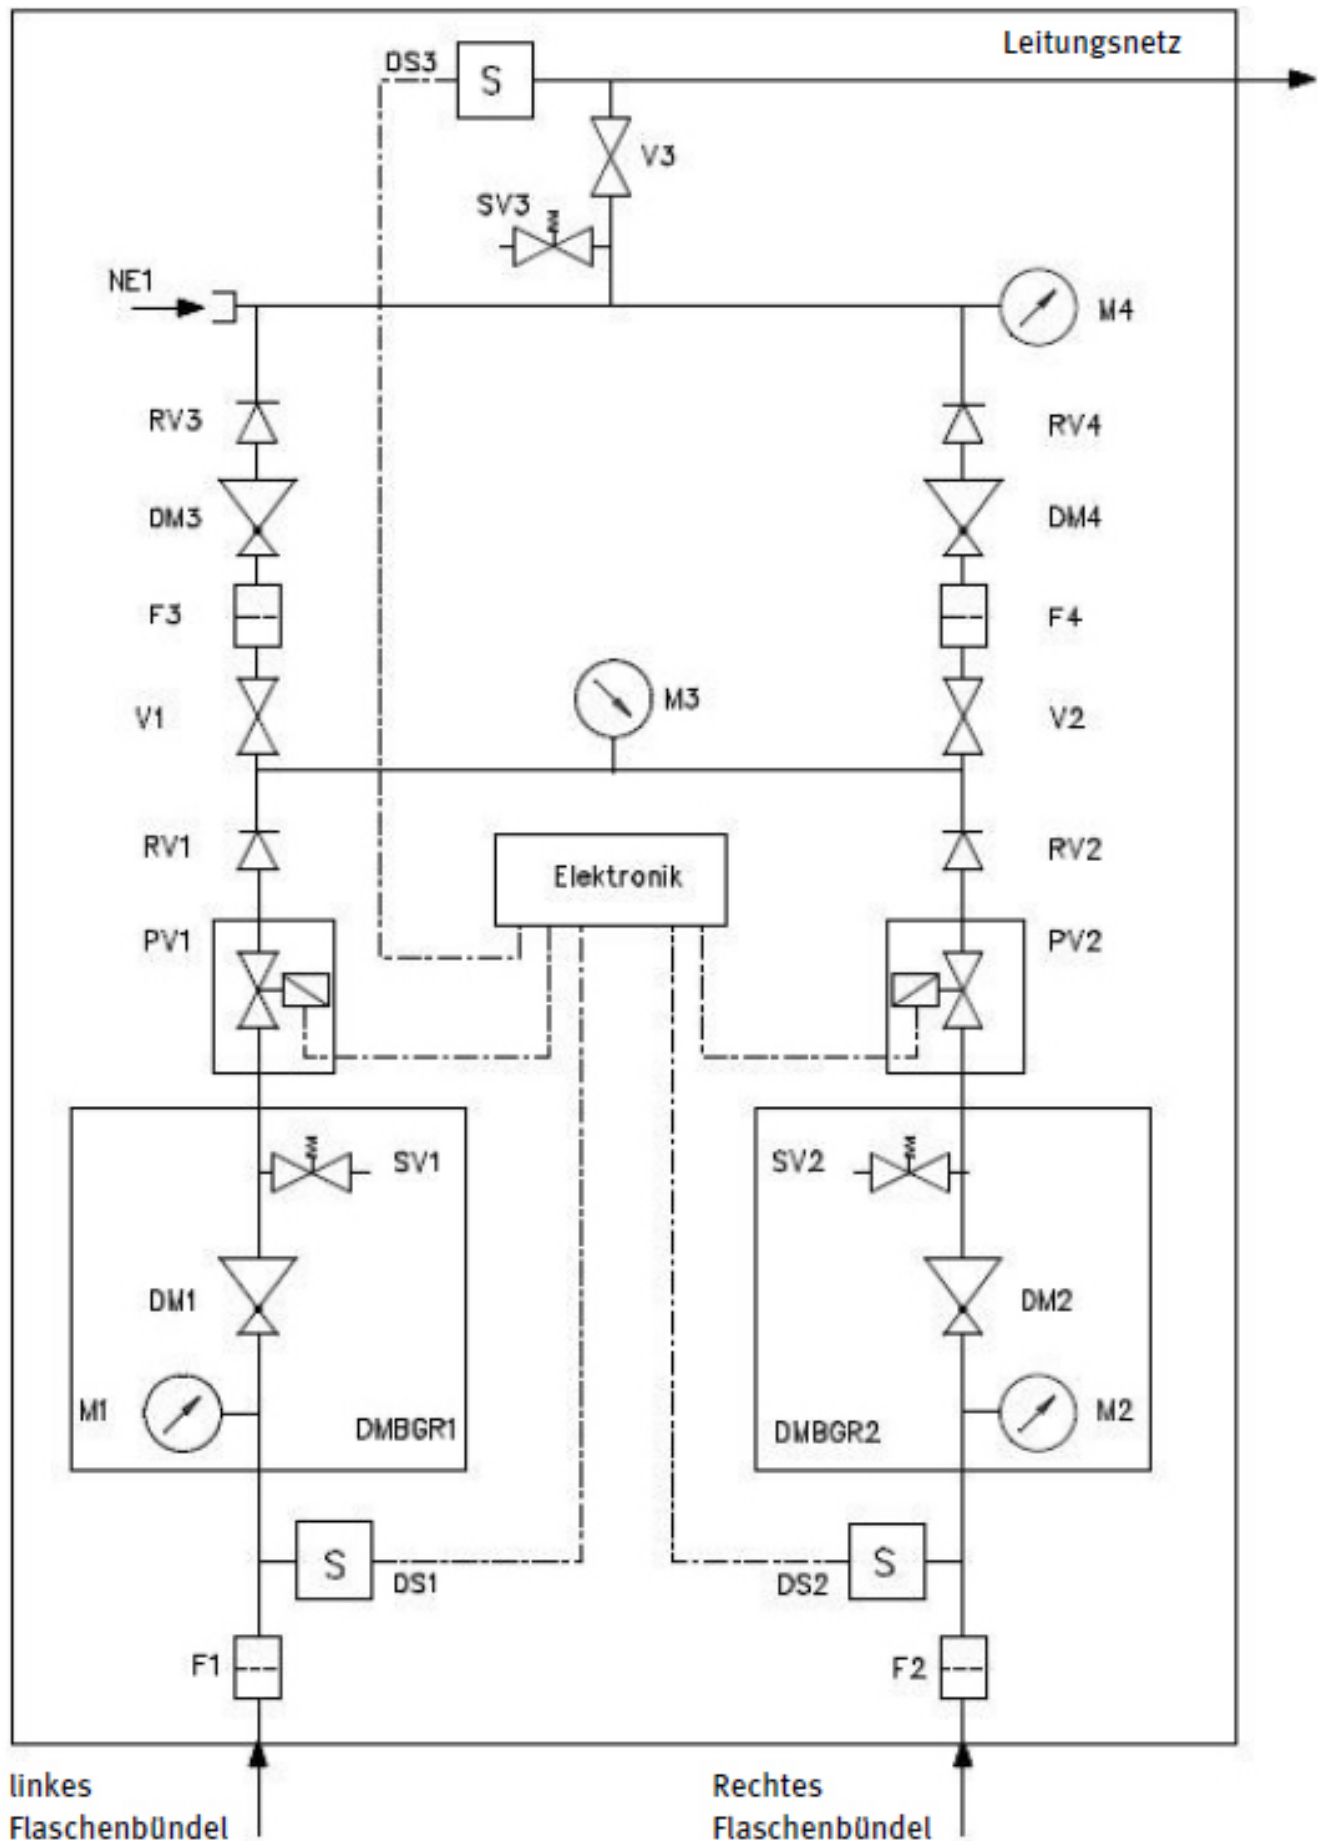 Leitungsnetz
DS3
S
V3
SV3
NE1
M4
RV3
RV4
DM3
DM4
F3
F4
M3
V1
V2
RV1
RV2
Elektronik
PV1
PV2
SV1
SV2
DM1
DM2
M1
M2
DMBGR1
DMBGR2
S
S
DS1
DS2
F1
F2
linkes
Flaschenbündel
Rechtes
Flaschenbündel